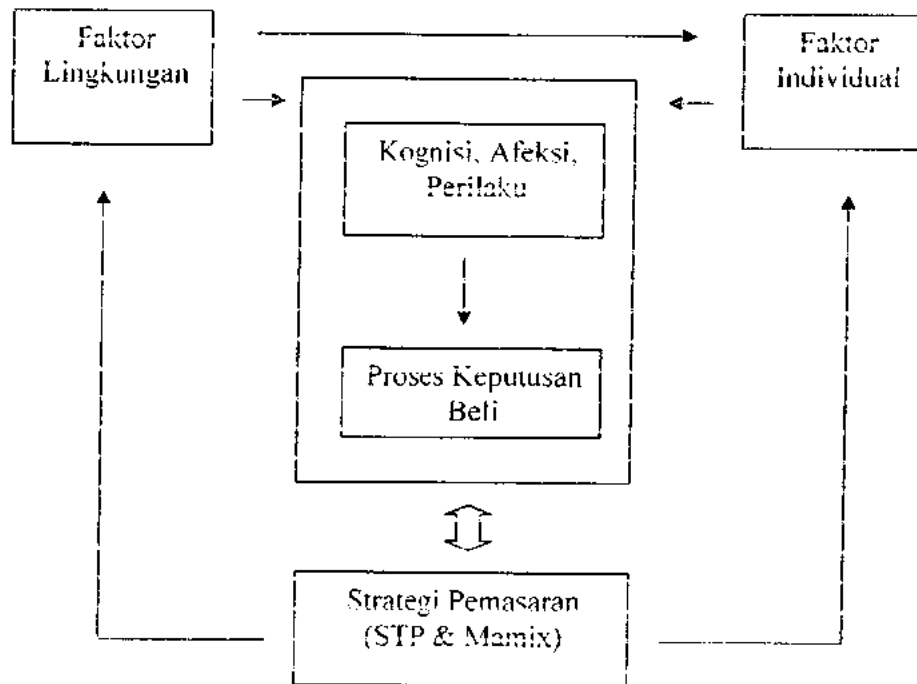 Faktor
Lingkungan
Faktor
Individual
Kognisi, Afeksi,
Perilaku
Proses Keputusan
Beli
Strategi Pemasaran
(STP & Mamix)